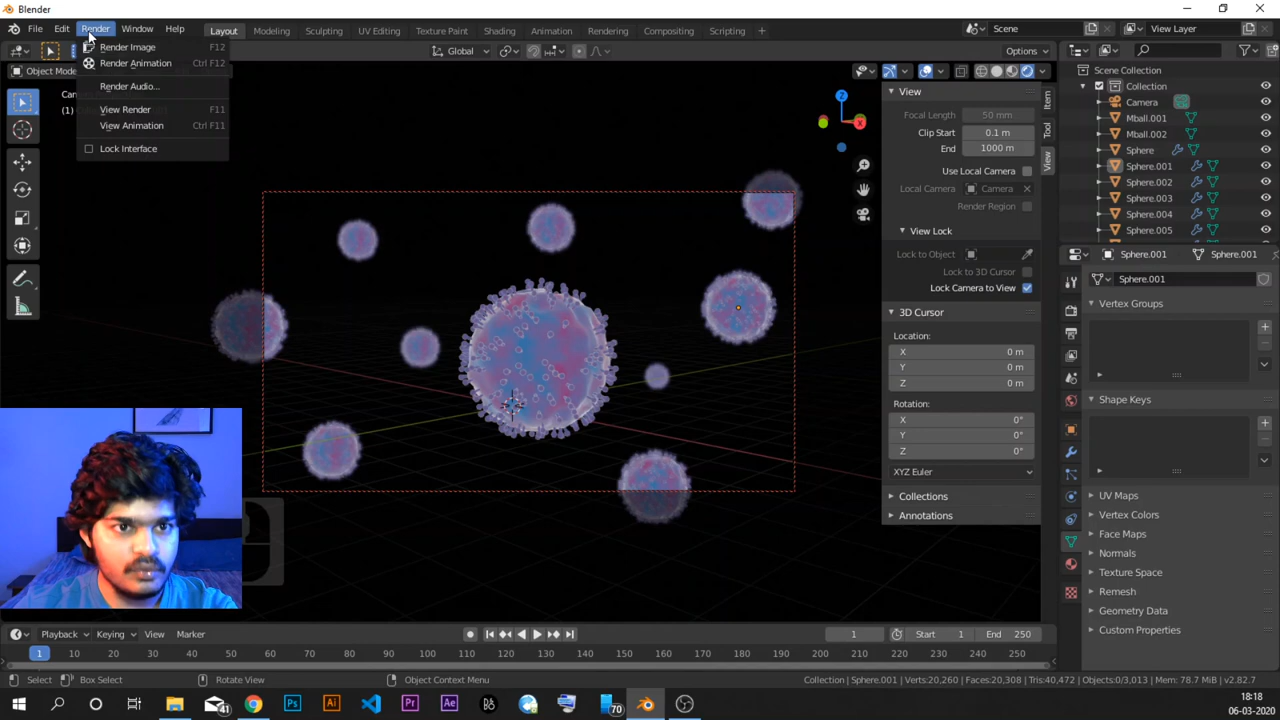 Blender
File Edit Render Window Help Layout Modeling Sculpting UV Editing Texture Paint Shading Animation Rendering Compositing Scripting + Scene View Layer
Render Image F12
Render Animation Ctrl F12
Render Audio...
View Render F11
View Animation Ctrl F11
Lock Interface
Object Mode
Global
Options
View
Focal Length 50 mm
Clip Start 0.1 m
End 1000 m
Use Local Camera
Local Camera Camera
Render Region
View Lock
Lock to Object
Lock to 3D Cursor
Lock Camera to View
3D Cursor
Location:
X 0 m
Y 0 m
Z 0 m
Rotation:
X 0°
Y 0°
Z 0°
XYZ Euler
Collections
Annotations
Item
Tool
View
Z
X
Scene Collection
Collection
Camera
Mball.001
Mball.002
Sphere
Sphere.001
Sphere.002
Sphere.003
Sphere.004
Sphere.005
Sphere.001 Sphere.001
Sphere.001
Vertex Groups
Shape Keys
UV Maps
Vertex Colors
Face Maps
Normals
Texture Space
Remesh
Geometry Data
Custom Properties
Playback Keying View Marker 1 Start 1 End 250
1 10 20 30 40 50 60 70 80 90 100 110 120 130 140 150 160 170 180 190 200 210 220 230 240 250
Select Box Select Rotate View Object Context Menu Collection | Sphere.001 | Verts:20,260 | Faces:20,308 | Tris:40,472 | Objects:0/3,013 | Mem: 78.7 MiB | v2.82.7
41 Ps Ai Pr Ae 70
18:18
06-03-2020